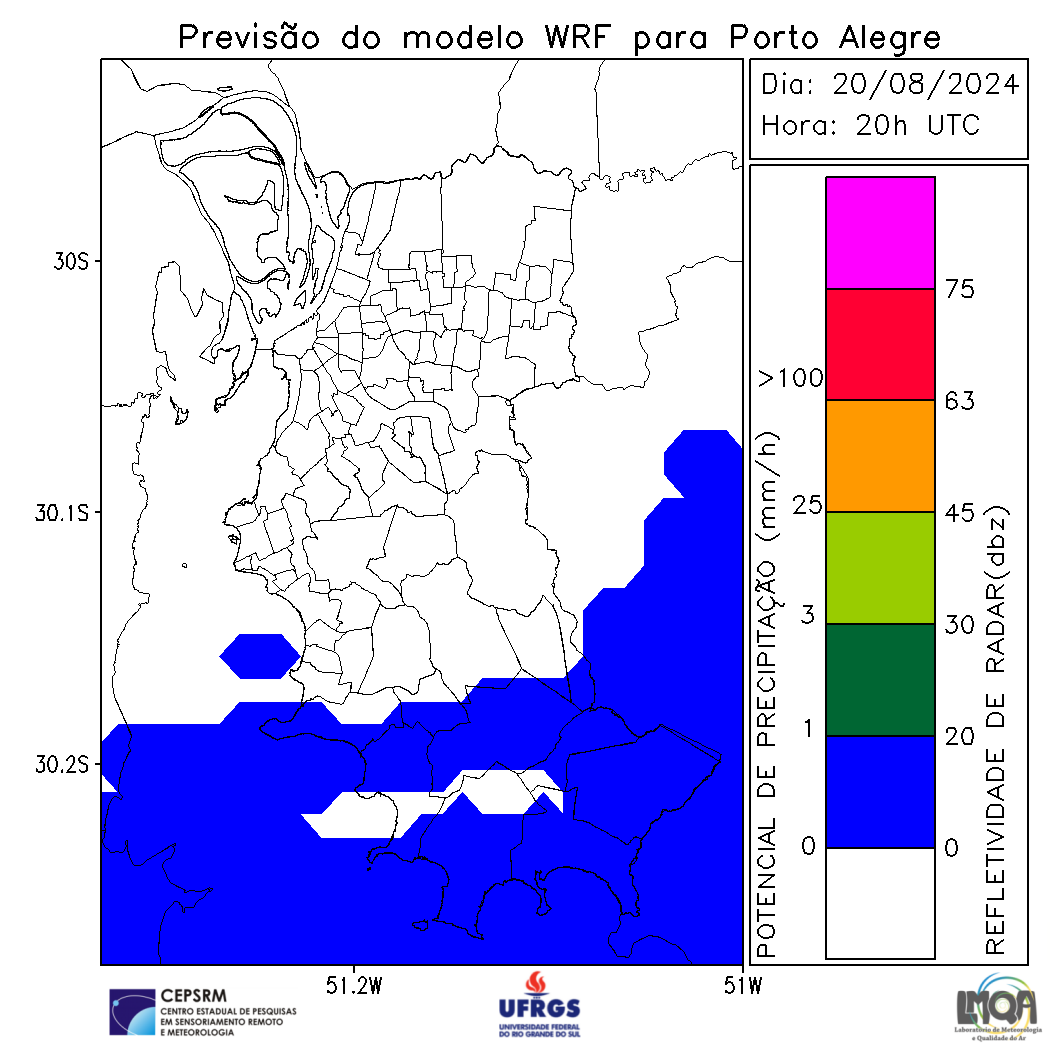 Previsão do modelo WRF para Porto Alegre
Dia: 20/08/2024
Hora: 20h UTC
30S
30.1S
30.2S
51.2W
51W
POTENCIAL DE PRECIPITAÇÃO (mm/h)
>100
25
3
1
0
75
63
45
30
20
0
REFLETIVIDADE DE RADAR(dbz)
CEPSRM
CENTRO ESTADUAL DE PESQUISAS
EM SENSORIAMENTO REMOTO
E METEOROLOGIA
UFRGS
UNIVERSIDADE FEDERAL
DO RIO GRANDE DO SUL
LMQA
Laboratório de Meteorologia
e Qualidade do Ar